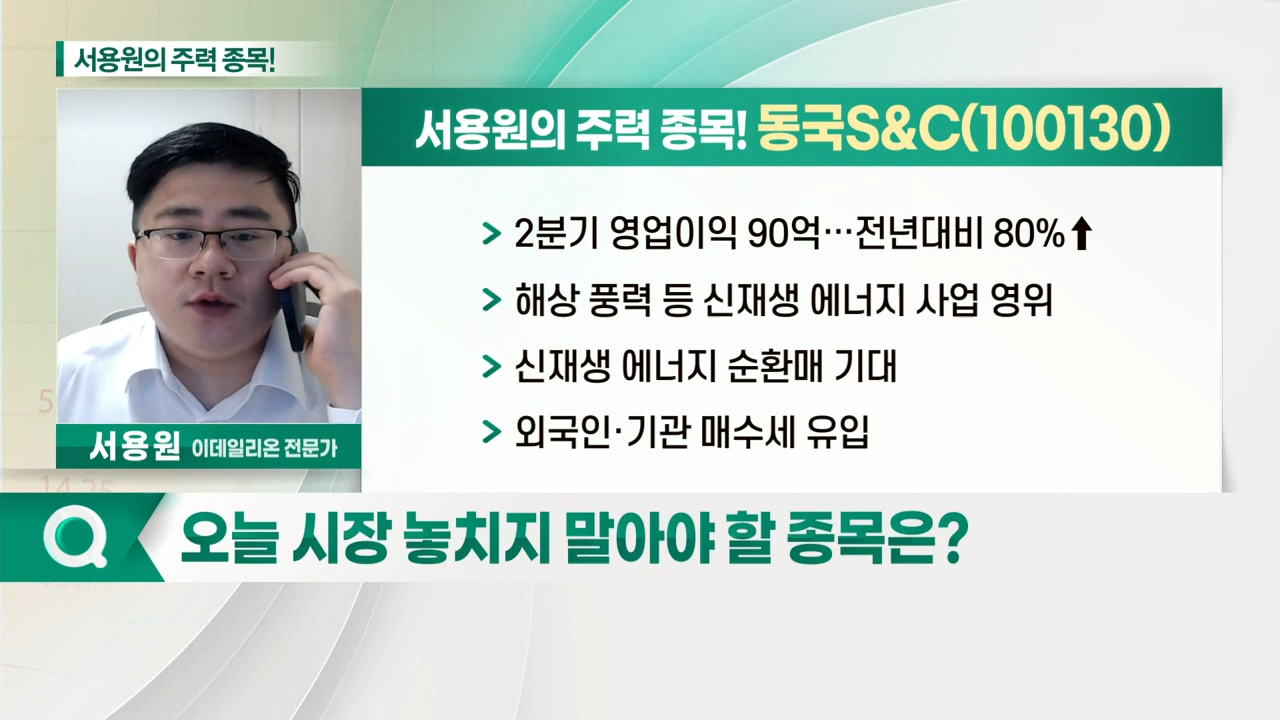 서용원의 주력 종목!
서용원의 주력 종목! 동국S&C(100130)
> 2분기 영업이익 90억…전년대비 80%⬆
> 해상 풍력 등 신재생 에너지 사업 영위
> 신재생 에너지 순환매 기대
> 외국인·기관 매수세 유입
서용원 이데일리온 전문가
Q 오늘 시장 놓치지 말아야 할 종목은?